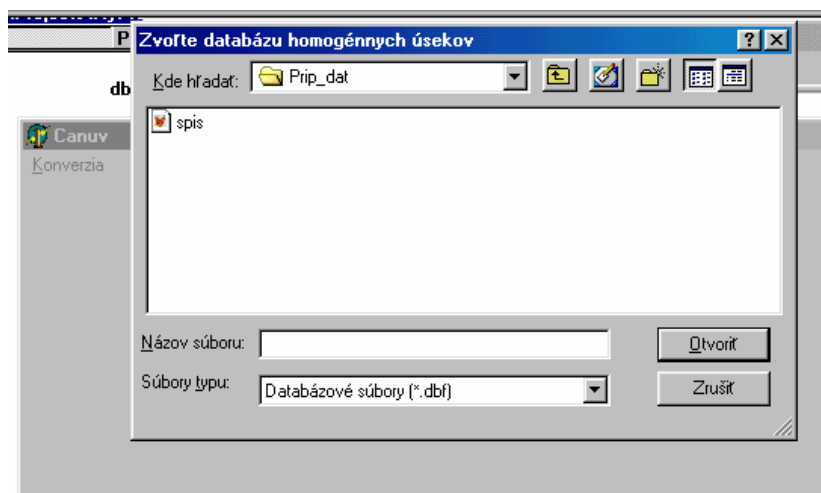 P
Zvoľte databázu homogénnych úsekov
db
Kde hľadať: Prip_dat
spis
Canuv
Konverzia
Názov súboru:
Otvoriť
Súbory typu: Databázové súbory (*.dbf)
Zrušiť